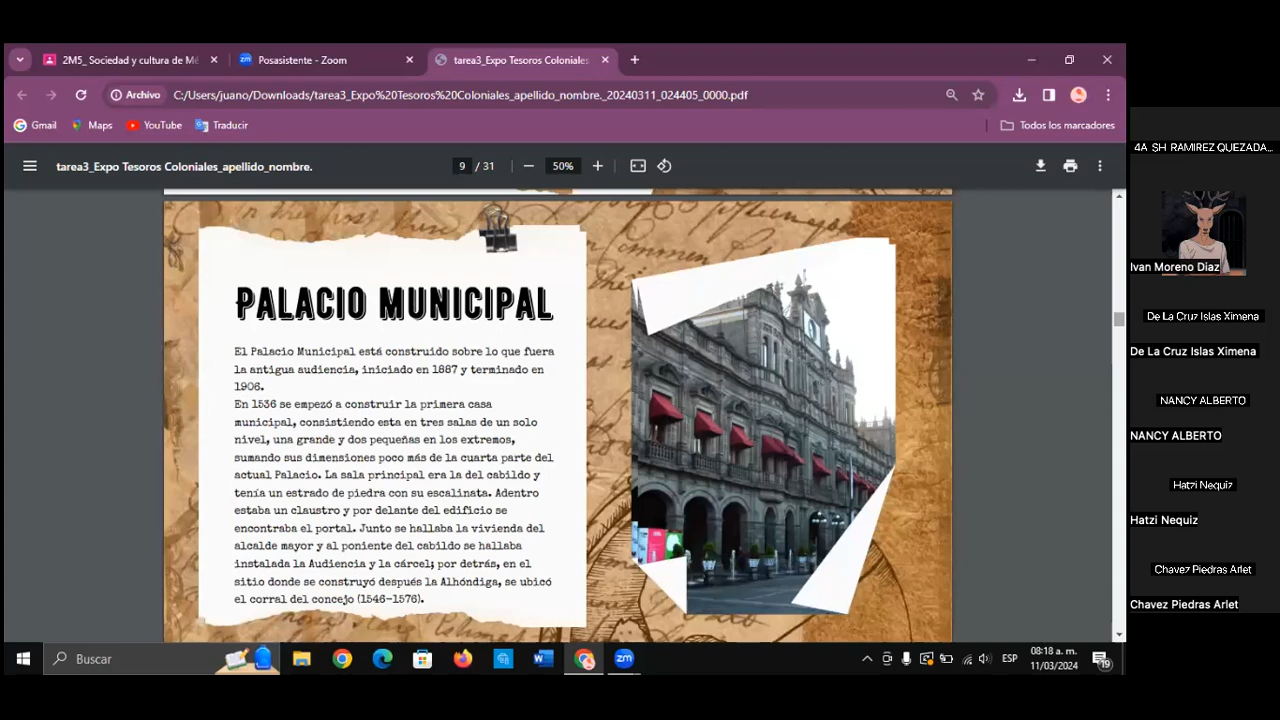 2M5_ Sociedad y cultura de Mé
Posasistente - Zoom
tarea3_Expo Tesoros Coloniales
Archivo
C:/Users/juano/Downloads/tarea3_Expo%20Tesoros%20Coloniales_apellido_nombre._20240311_024405_0000.pdf
Gmail
Maps
YouTube
Traducir
Todos los marcadores
tarea3_Expo Tesoros Coloniales_apellido_nombre.
9 / 31
50%
PALACIO MUNICIPAL
El Palacio Municipal está construido sobre lo que fuera
la antigua audiencia, iniciado en 1887 y terminado en
1906.
En 1536 se empezó a construir la primera casa
municipal, consistiendo esta en tres salas de un solo
nivel, una grande y dos pequeñas en los extremos,
sumando sus dimensiones poco más de la cuarta parte del
actual Palacio. La sala principal era la del cabildo y
tenía un estrado de piedra con su escalinata. Adentro
estaba un claustro y por delante del edificio se
encontraba el portal. Junto se hallaba la vivienda del
alcalde mayor y al poniente del cabildo se hallaba
instalada la Audiencia y la cárcel; por detrás, en el
sitio donde se construyó después la Alhóndiga, se ubicó
el corral del concejo (1546-1576).
4A SH RAMIREZ QUEZADA...
Ivan Moreno Diaz
De La Cruz Islas Ximena
De La Cruz Islas Ximena
NANCY ALBERTO
NANCY ALBERTO
Hatzi Nequiz
Hatzi Nequiz
Chavez Piedras Arlet
Chavez Piedras Arlet
Buscar
ESP
08:18 a. m.
11/03/2024
19